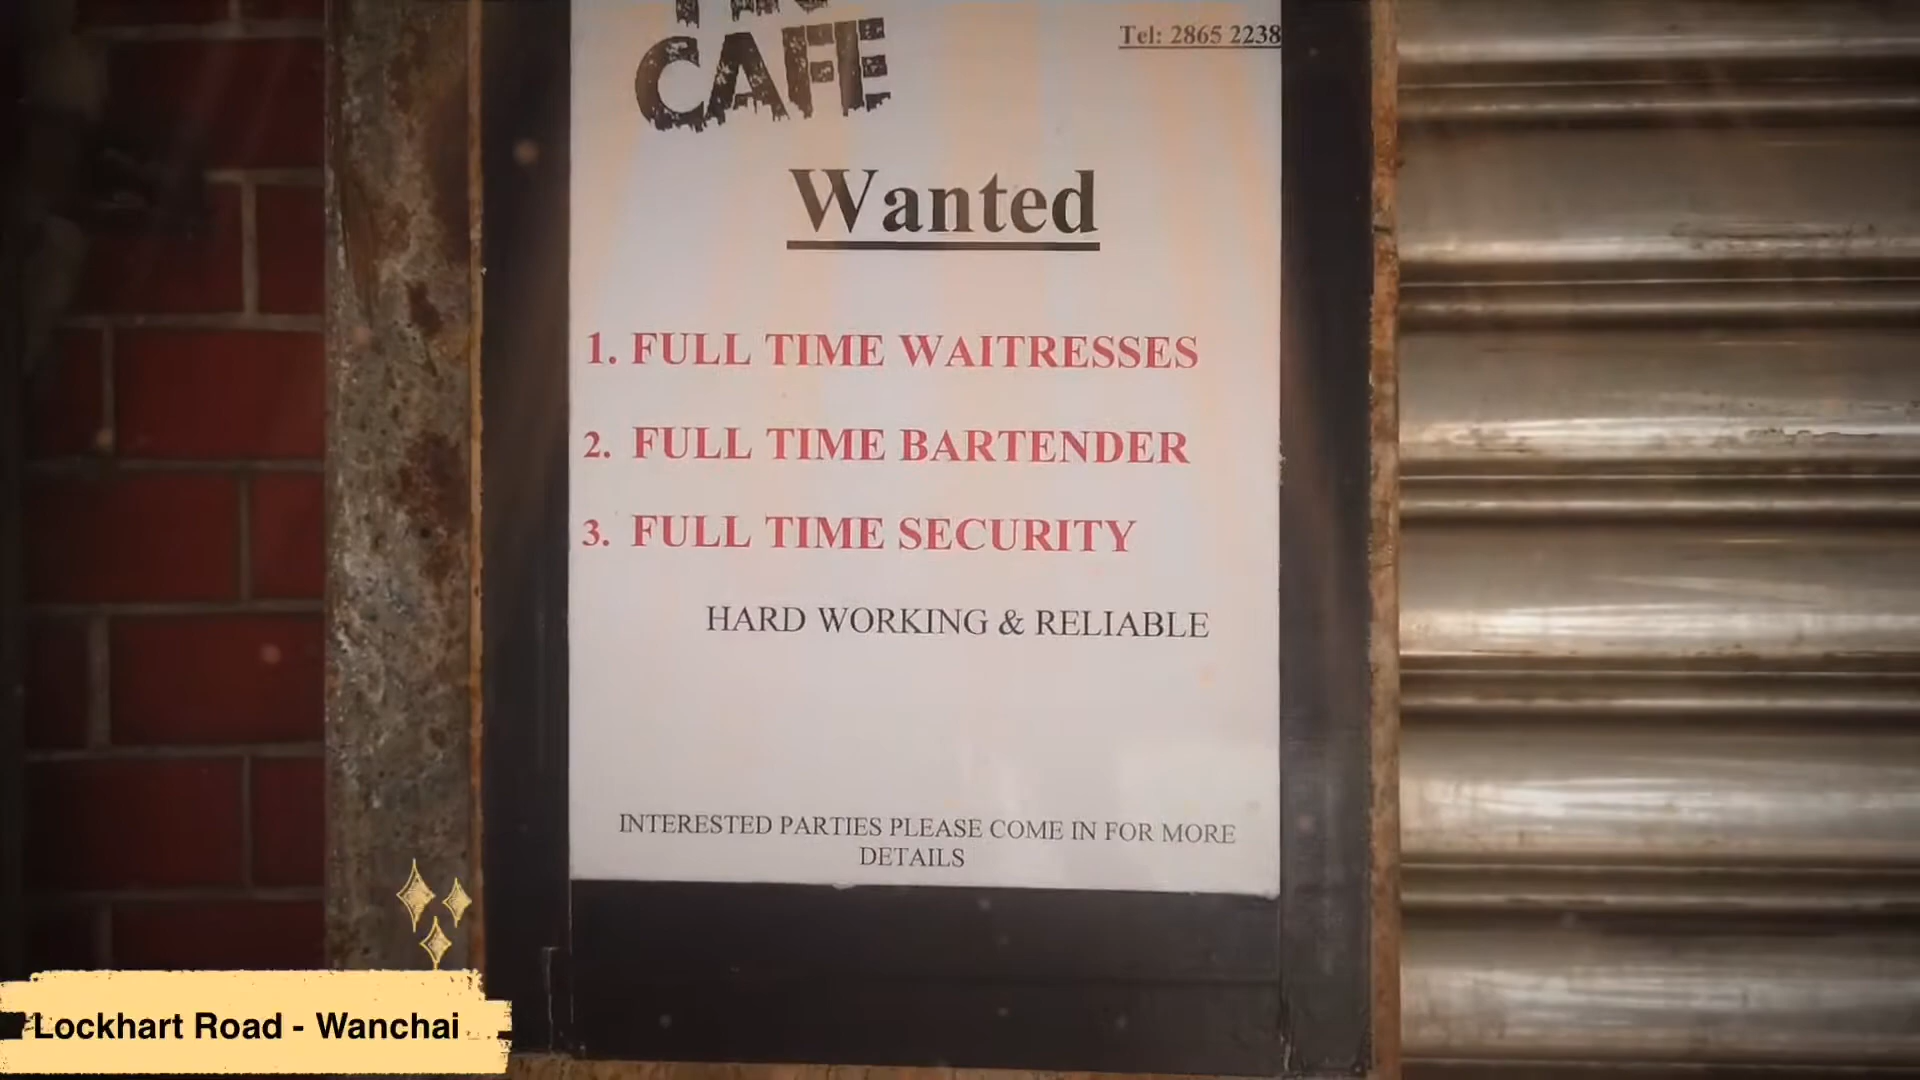 CAFE
Tel: 2865 2238
Wanted
1. FULL TIME WAITRESSES
2. FULL TIME BARTENDER
3. FULL TIME SECURITY
HARD WORKING & RELIABLE
INTERESTED PARTIES PLEASE COME IN FOR MORE
DETAILS
Lockhart Road - Wanchai